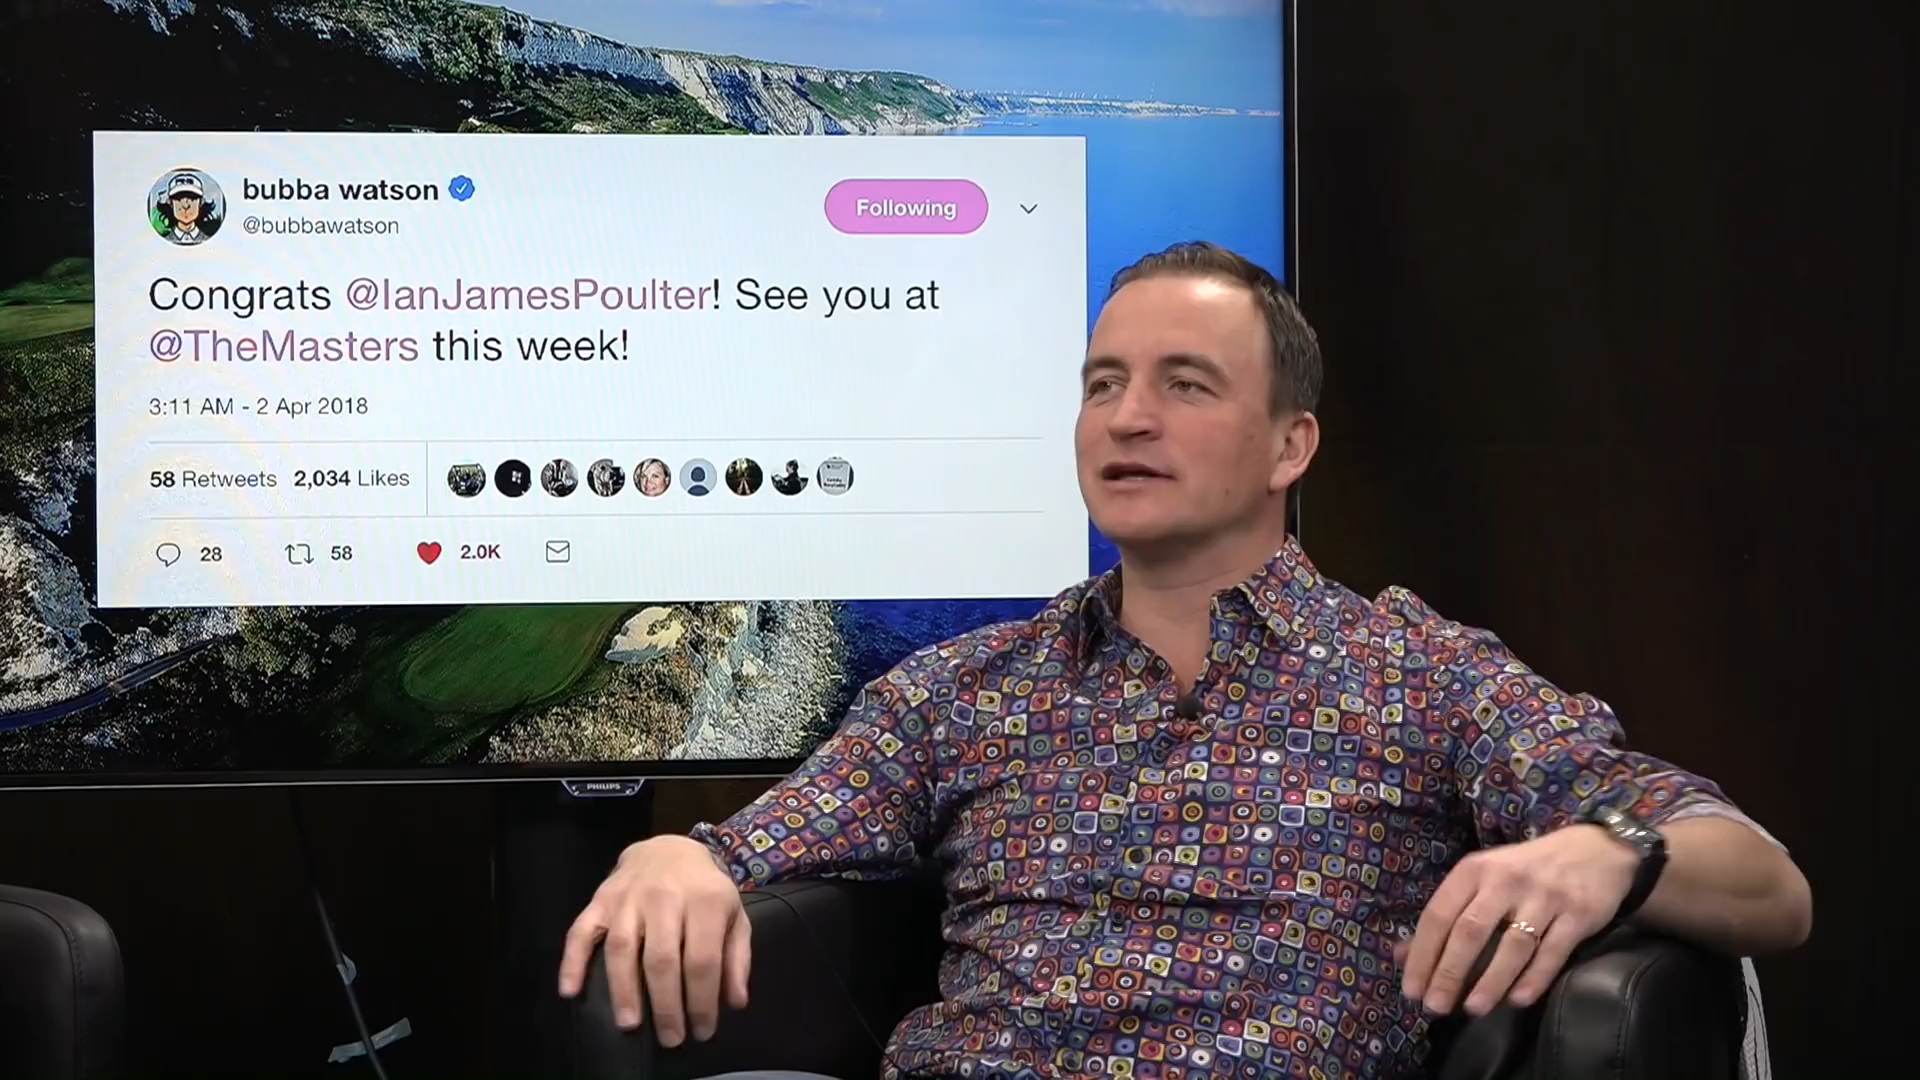 bubba watson
@bubbawatson
Following
Congrats @IanJamesPoulter! See you at
@TheMasters this week!
3:11 AM - 2 Apr 2018
58 Retweets 2,034 Likes
28 58 2.0K
PHILIPS